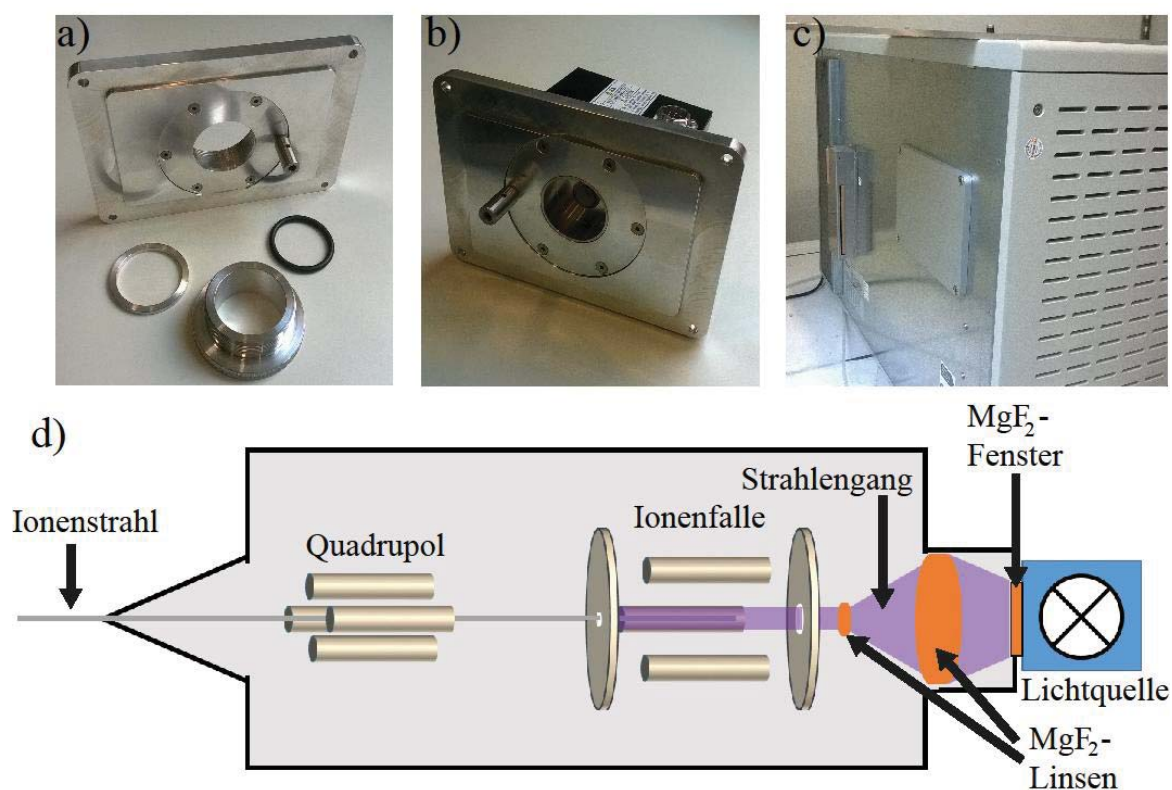 a)
b)
c)
d)
MgF₂-
Fenster
Strahlengang
Ionenstrahl
Ionenfalle
Quadrupol
Lichtquelle
MgF₂-
Linsen